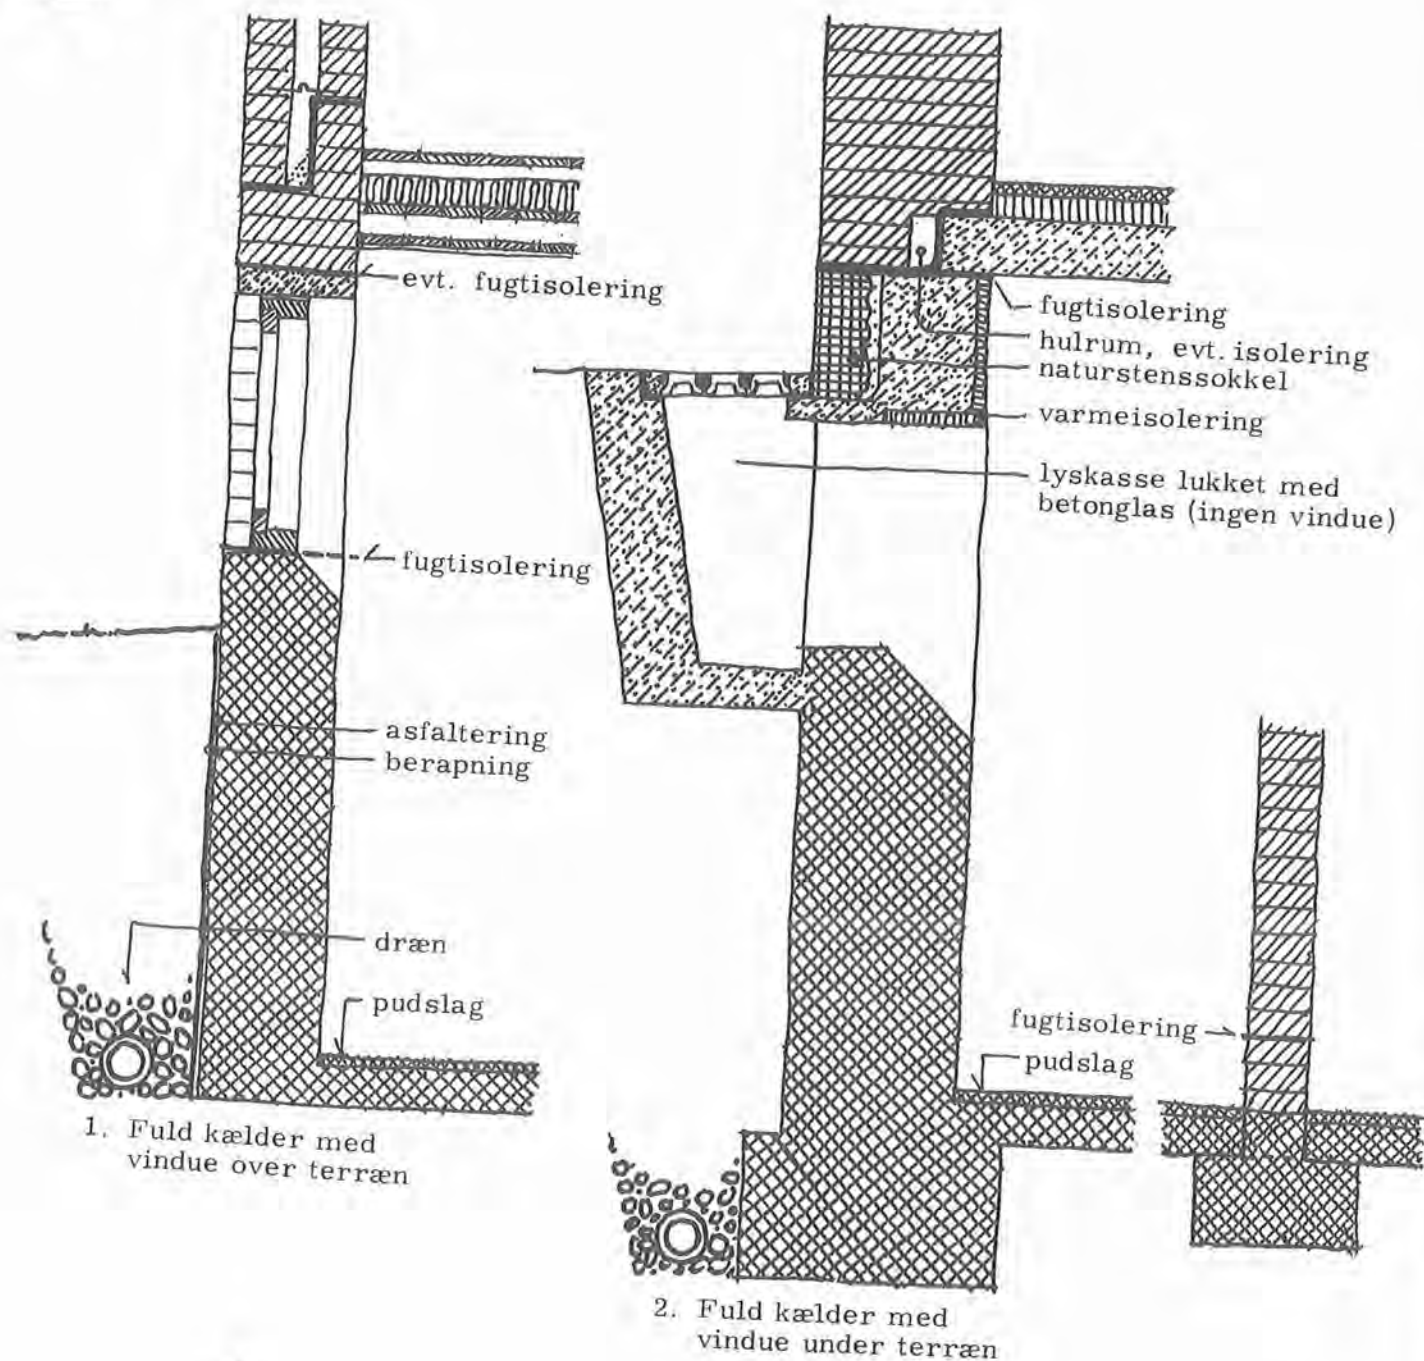 evt. fugtisolering
fugtisolering
asfaltering
berapning
dræn
pudslag
1. Fuld kælder med
vindue over terræn
fugtisolering
hulrum, evt. isolering
naturstenssokkel
varmeisolering
lyskasse lukket med
betonglas (ingen vindue)
fugtisolering
pudslag
2. Fuld kælder med
vindue under terræn